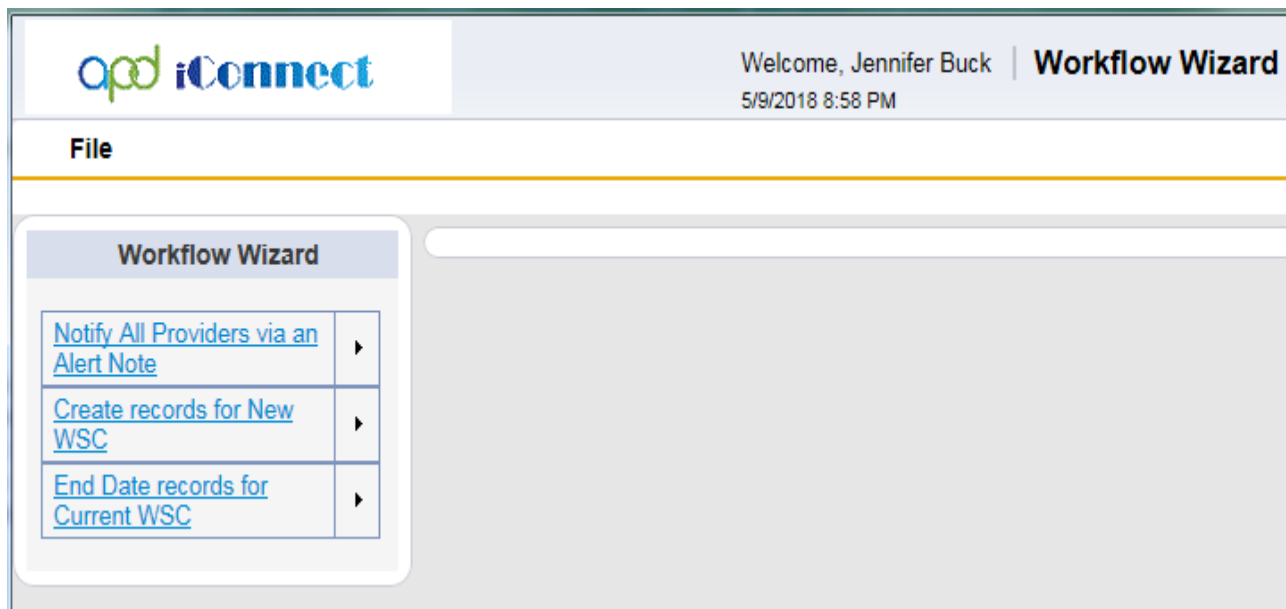 apd iConnect
Welcome, Jennifer Buck
Workflow Wizard
5/9/2018 8:58 PM
File
Workflow Wizard
Notify All Providers via an
Alert Note
Create records for New
WSC
End Date records for
Current WSC